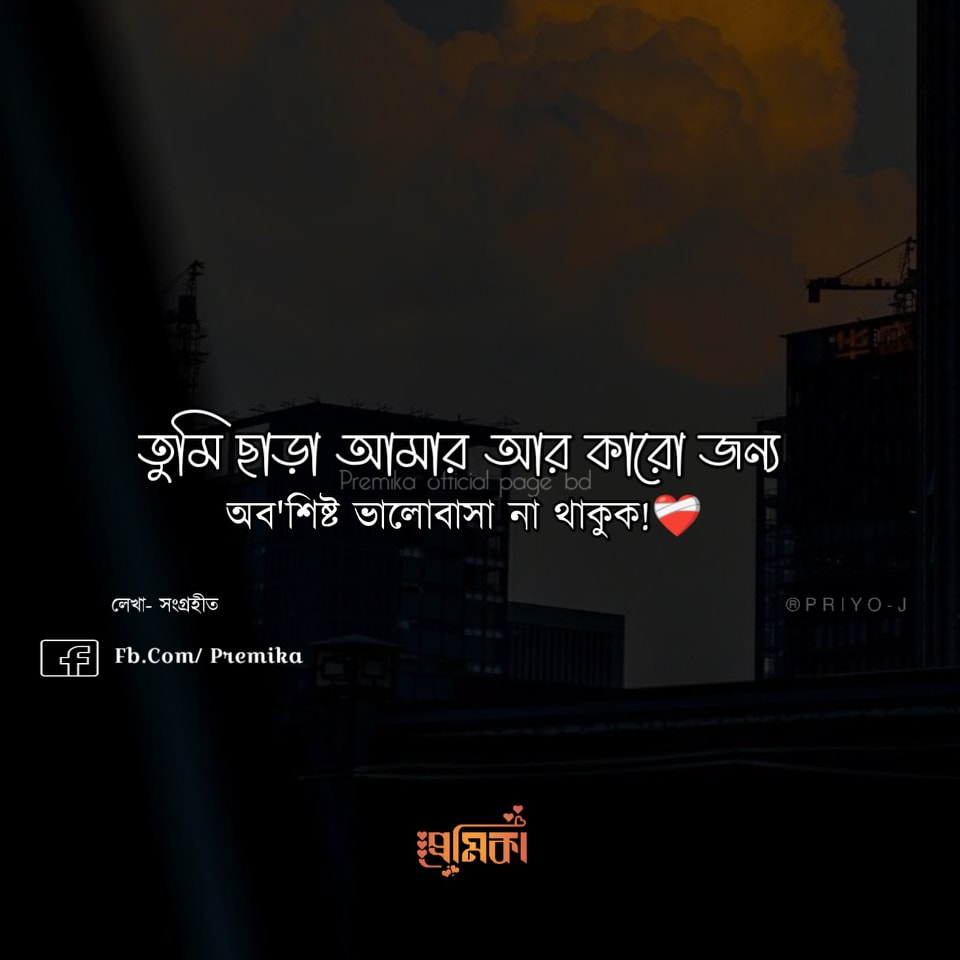 তুমি ছাড়া আমার আর কারো জন্য
Premika official page bd
অব'শিষ্ট ভালোবাসা না থাকুক!❤️‍🩹
লেখা- সংগ্রহীত
®PRIYO-J
Fb.Com/ Premika
প্রেমিকা